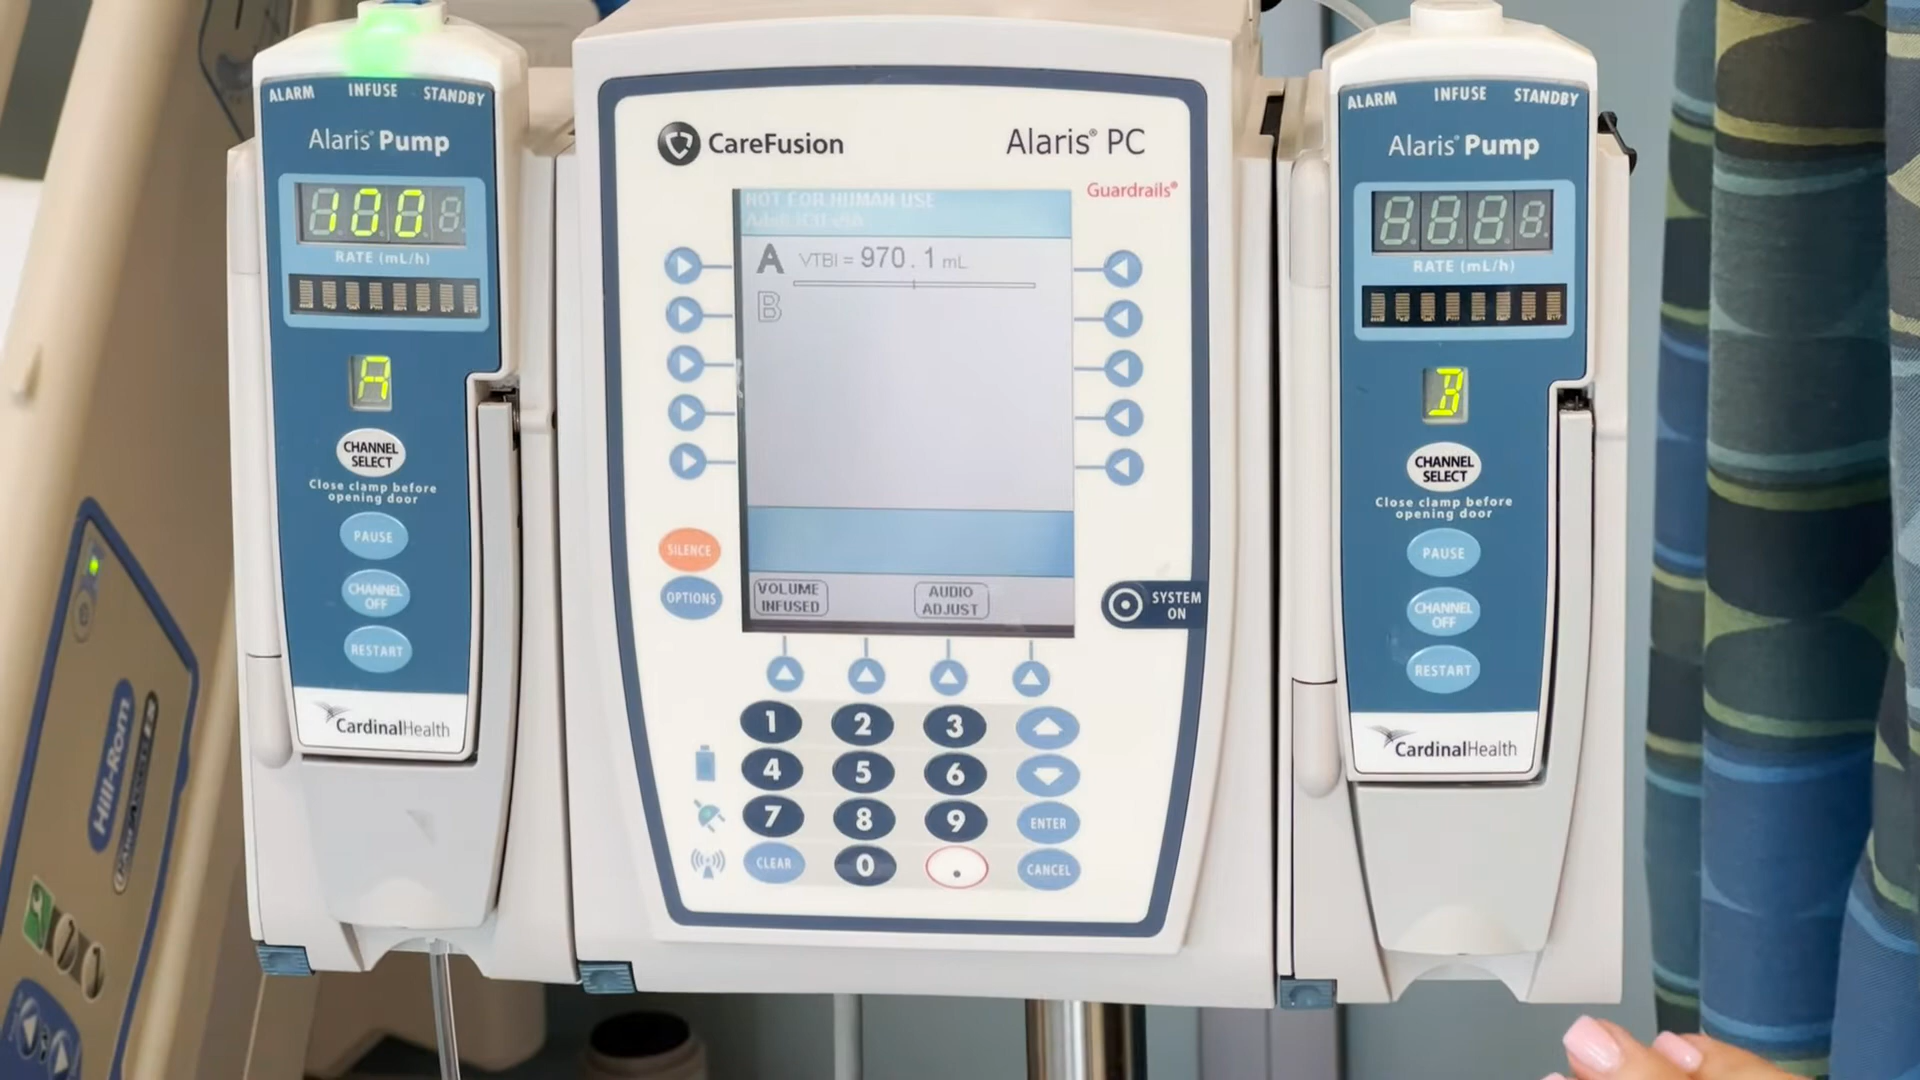 ALARM INFUSE STANDBY
Alaris® Pump
100
RATE (mL/h)
A
CHANNEL
SELECT
Close clamp before
opening door
PAUSE
CHANNEL
OFF
RESTART
CardinalHealth
CareFusion
Alaris® PC
Guardrails®
NOT FOR HUMAN USE
A VTBI = 970.1 mL
B
SILENCE
OPTIONS
VOLUME
INFUSED
AUDIO
ADJUST
SYSTEM
ON
1 2 3
4 5 6
7 8 9 ENTER
CLEAR 0 . CANCEL
ALARM INFUSE STANDBY
Alaris® Pump
RATE (mL/h)
B
CHANNEL
SELECT
Close clamp before
opening door
PAUSE
CHANNEL
OFF
RESTART
CardinalHealth
Hill-Rom